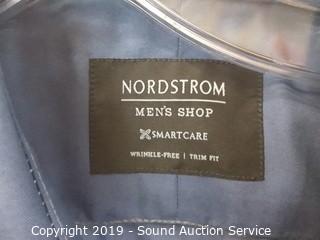 NORDSTROM
MEN'S SHOP
SMARTCARE
WRINKLE-FREE | TRIM FIT
Copyright 2019 - Sound Auction Service